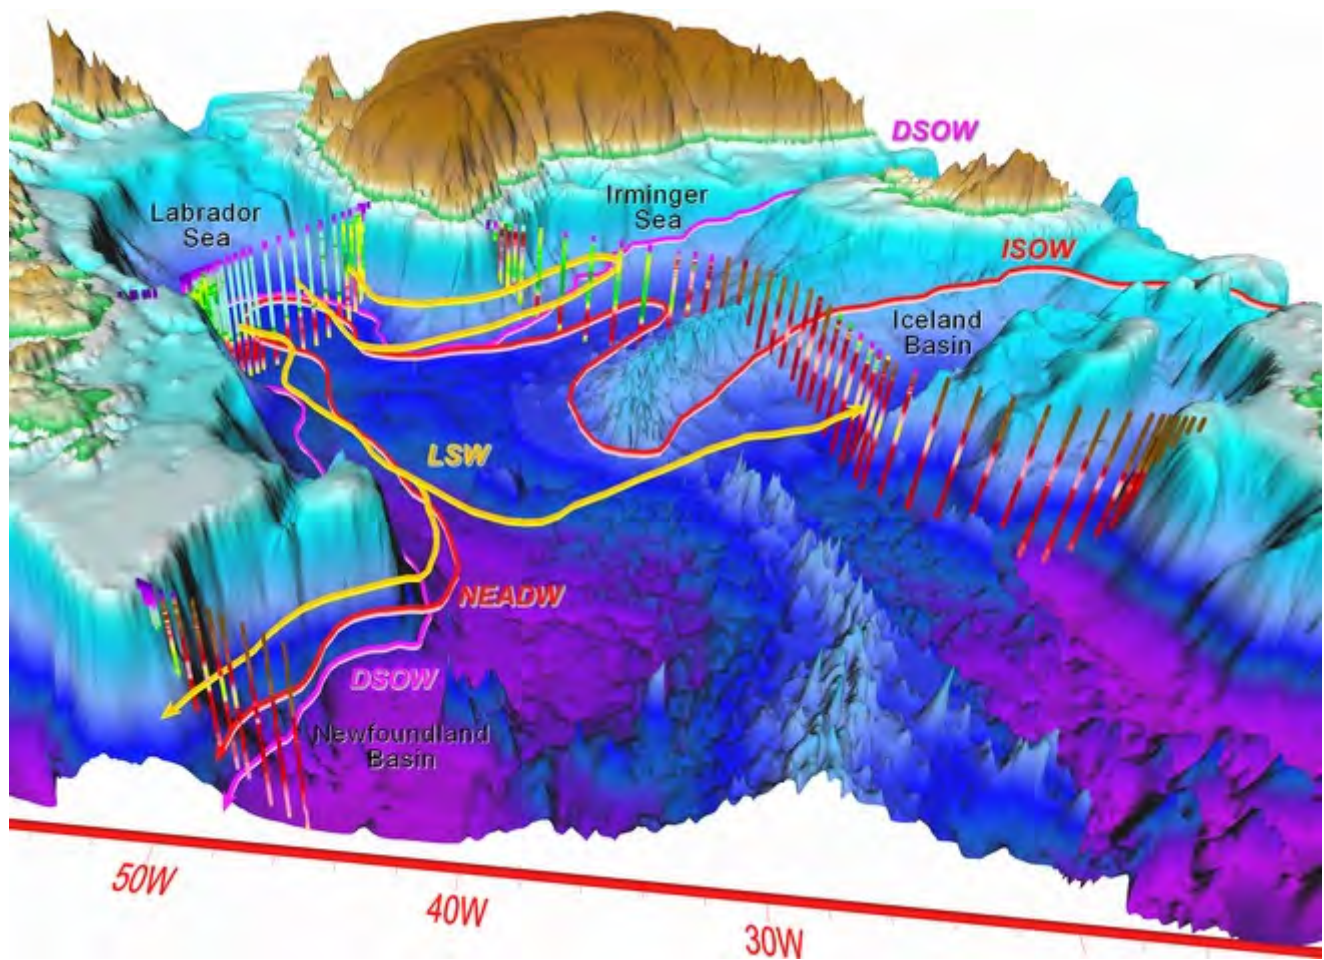 DSOW
Labrador
Sea
Irminger
Sea
ISOW
Iceland
Basin
LSW
NEADW
DSOW
Newfoundland
Basin
50W
40W
30W